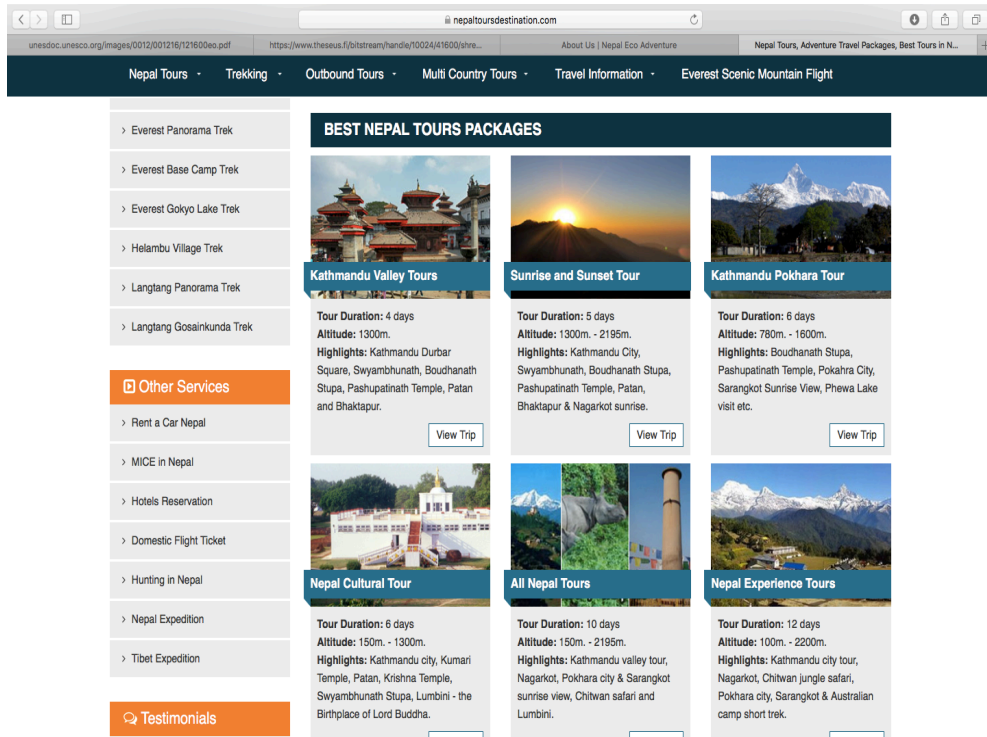 nepaltoursdestination.com
unesdoc.unesco.org/images/0012/001216/121600eo.pdf
https://www.theseus.fi/bitstream/handle/10024/41600/shre...
About Us | Nepal Eco Adventure
Nepal Tours, Adventure Travel Packages, Best Tours in N...
Nepal Tours
Trekking
Outbound Tours
Multi Country Tours
Travel Information
Everest Scenic Mountain Flight
Everest Panorama Trek
Everest Base Camp Trek
Everest Gokyo Lake Trek
Helambu Village Trek
Langtang Panorama Trek
Langtang Gosainkunda Trek
Other Services
Rent a Car Nepal
MICE in Nepal
Hotels Reservation
Domestic Flight Ticket
Hunting in Nepal
Nepal Expedition
Tibet Expedition
Testimonials
BEST NEPAL TOURS PACKAGES
Kathmandu Valley Tours
Tour Duration: 4 days
Altitude: 1300m.
Highlights: Kathmandu Durbar
Square, Swyambhunath, Boudhanath
Stupa, Pashupatinath Temple, Patan
and Bhaktapur.
View Trip
Sunrise and Sunset Tour
Tour Duration: 5 days
Altitude: 1300m. - 2195m.
Highlights: Kathmandu City,
Swyambhunath, Boudhanath Stupa,
Pashupatinath Temple, Patan,
Bhaktapur & Nagarkot sunrise.
View Trip
Kathmandu Pokhara Tour
Tour Duration: 6 days
Altitude: 780m. - 1600m.
Highlights: Boudhanath Stupa,
Pashupatinath Temple, Pokahra City,
Sarangkot Sunrise View, Phewa Lake
visit etc.
View Trip
Nepal Cultural Tour
Tour Duration: 6 days
Altitude: 150m. - 1300m.
Highlights: Kathmandu city, Kumari
Temple, Patan, Krishna Temple,
Swyambhunath Stupa, Lumbini - the
Birthplace of Lord Buddha.
All Nepal Tours
Tour Duration: 10 days
Altitude: 150m. - 2195m.
Highlights: Kathmandu valley tour,
Nagarkot, Pokhara city & Sarangkot
sunrise view, Chitwan safari and
Lumbini.
Nepal Experience Tours
Tour Duration: 12 days
Altitude: 100m. - 2200m.
Highlights: Kathmandu city tour,
Nagarkot, Chitwan jungle safari,
Pokhara city, Sarangkot & Australian
camp short trek.